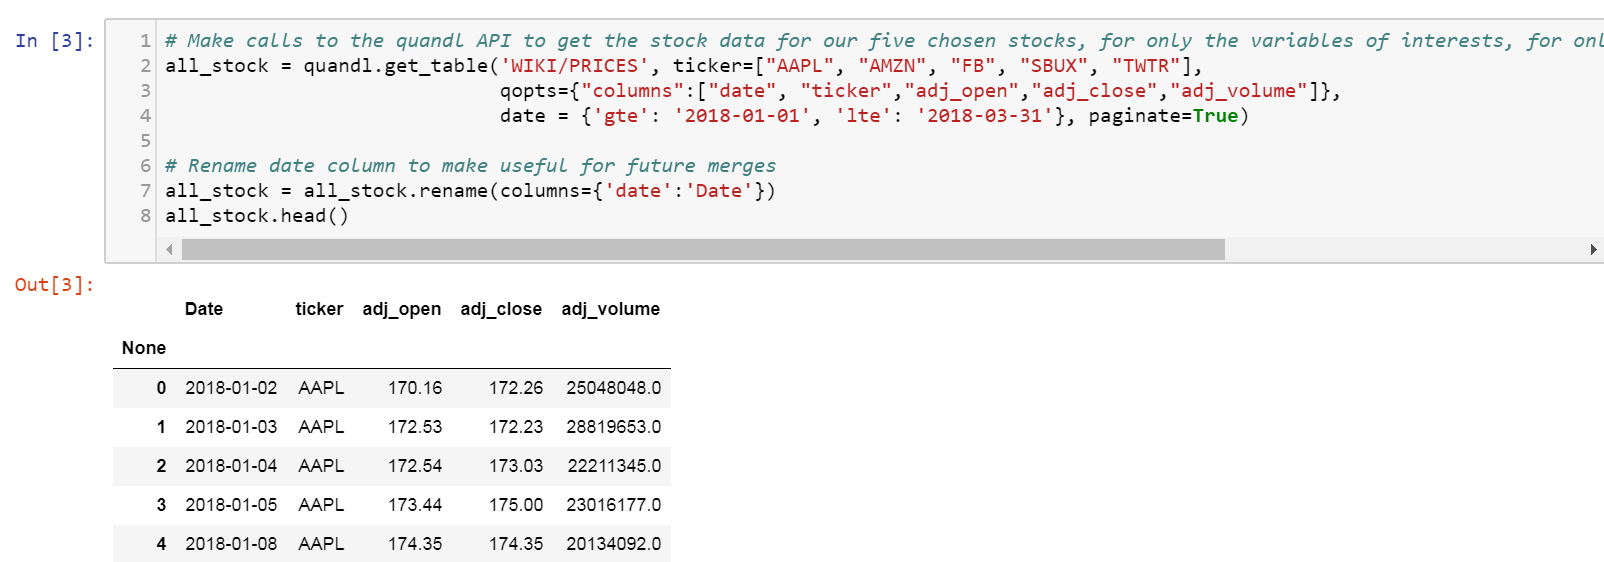 In [3]:
1 # Make calls to the quandl API to get the stock data for our five chosen stocks, for only the variables of interests, for
2 all_stock = quandl.get_table('WIKI/PRICES', ticker=["AAPL", "AMZN", "FB", "SBUX", "TWTR"],
3 qopts={"columns":["date", "ticker","adj_open","adj_close","adj_volume"]},
4 date = {'gte': '2018-01-01', 'lte': '2018-03-31'}, paginate=True)
5
6 # Rename date column to make useful for future merges
7 all_stock = all_stock.rename(columns={'date':'Date'})
8 all_stock.head()
Out[3]:
Date ticker adj_open adj_close adj_volume
None
0 2018-01-02 AAPL 170.16 172.26 25048048.0
1 2018-01-03 AAPL 172.53 172.23 28819653.0
2 2018-01-04 AAPL 172.54 173.03 22211345.0
3 2018-01-05 AAPL 173.44 175.00 23016177.0
4 2018-01-08 AAPL 174.35 174.35 20134092.0